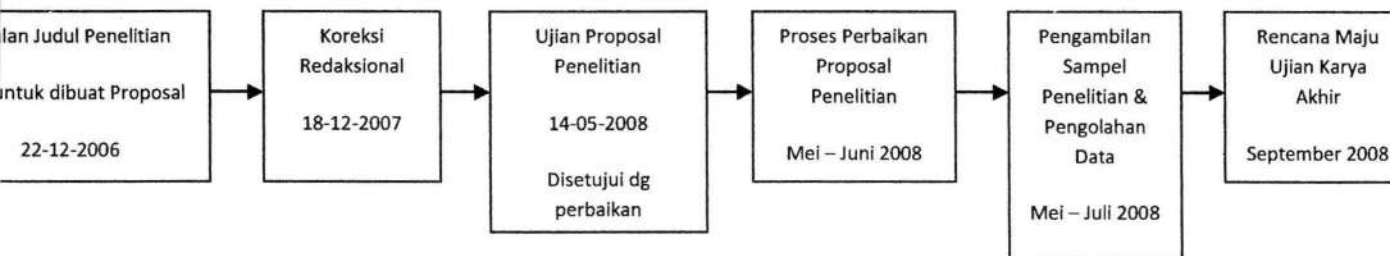 Judul Penelitian
dibuat Proposal
22-12-2006
Koreksi
Redaksional
18-12-2007
Ujian Proposal
Penelitian
14-05-2008
Disetujui dg
perbaikan
Proses Perbaikan
Proposal
Penelitian
Mei – Juni 2008
Pengambilan
Sampel
Penelitian &
Pengolahan
Data
Mei – Juli 2008
Rencana Maju
Ujian Karya
Akhir
September 2008